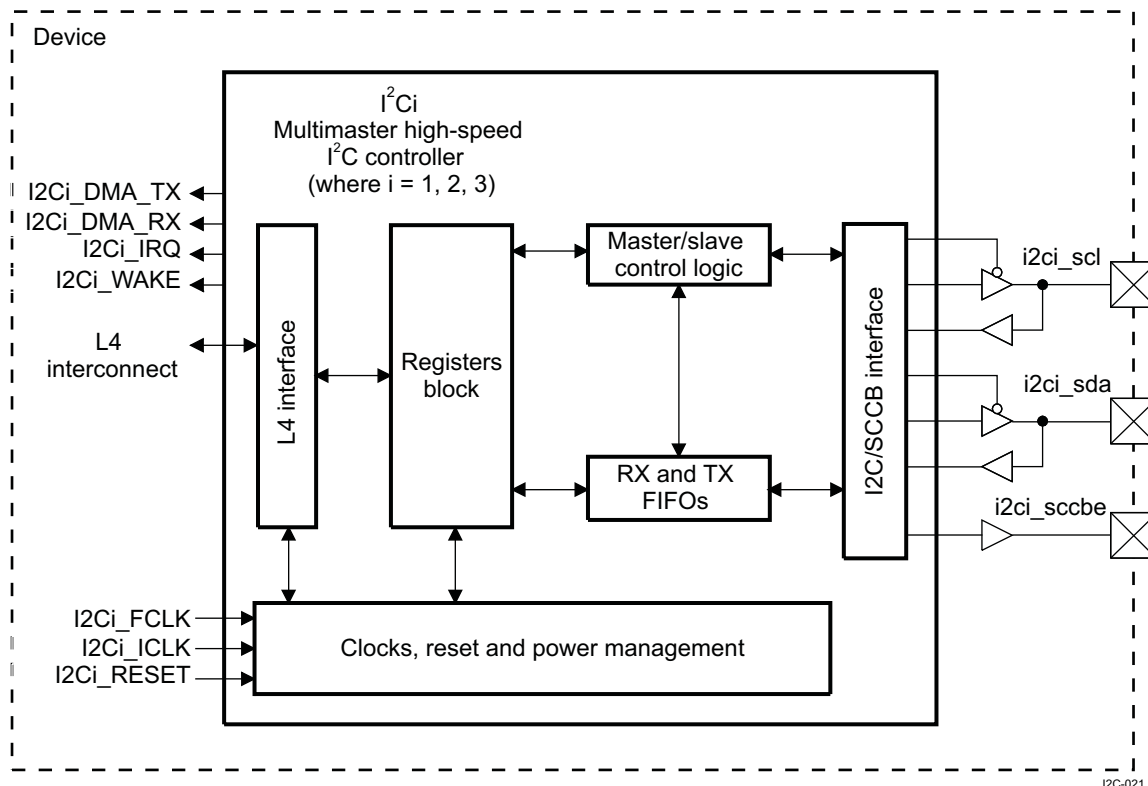 Device
I²Ci
Multimaster high-speed
I²C controller
(where i = 1, 2, 3)
I2Ci_DMA_TX
I2Ci_DMA_RX
I2Ci_IRQ
I2Ci_WAKE
L4
interconnect
L4 interface
Registers
block
Master/slave
control logic
RX and TX
FIFOs
I2C/SCCB interface
i2ci_scl
i2ci_sda
i2ci_sccbe
I2Ci_FCLK
I2Ci_ICLK
I2Ci_RESET
Clocks, reset and power management
I2C-021